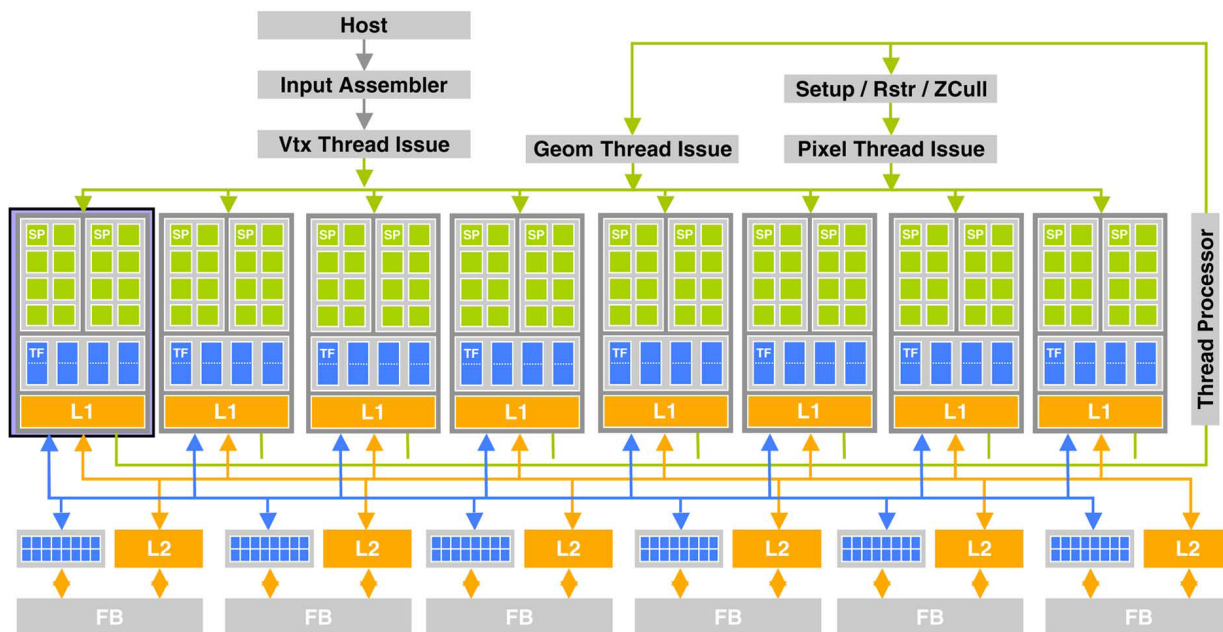 Host
Input Assembler
Setup / Rstr / ZCull
Vtx Thread Issue
Geom Thread Issue
Pixel Thread Issue
SP SP SP SP SP SP SP SP SP SP SP SP SP SP SP SP
Thread Processor
TF TF TF TF TF TF TF TF
L1 L1 L1 L1 L1 L1 L1 L1
L2 L2 L2 L2 L2 L2
FB FB FB FB FB FB